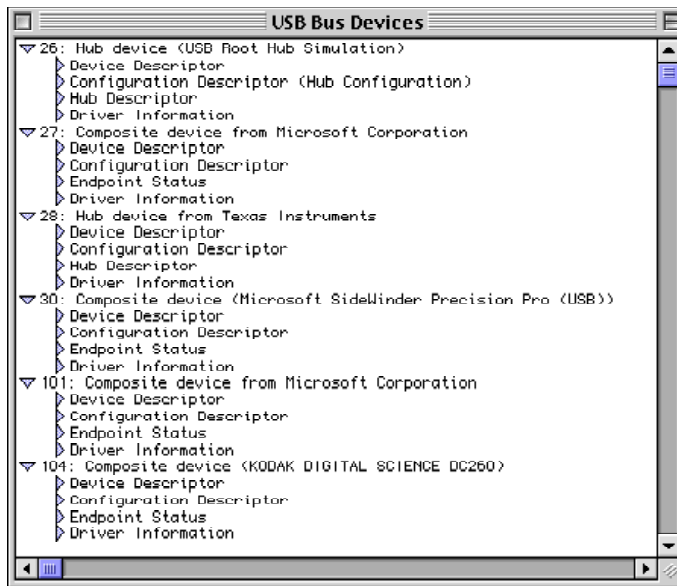 USB Bus Devices
26: Hub device (USB Root Hub Simulation)
Device Descriptor
Configuration Descriptor (Hub Configuration)
Hub Descriptor
Driver Information
27: Composite device from Microsoft Corporation
Device Descriptor
Configuration Descriptor
Endpoint Status
Driver Information
28: Hub device from Texas Instruments
Device Descriptor
Configuration Descriptor
Hub Descriptor
Driver Information
30: Composite device (Microsoft SideWinder Precision Pro (USB))
Device Descriptor
Configuration Descriptor
Endpoint Status
Driver Information
101: Composite device from Microsoft Corporation
Device Descriptor
Configuration Descriptor
Endpoint Status
Driver Information
104: Composite device (KODAK DIGITAL SCIENCE DC260)
Device Descriptor
Configuration Descriptor
Endpoint Status
Driver Information